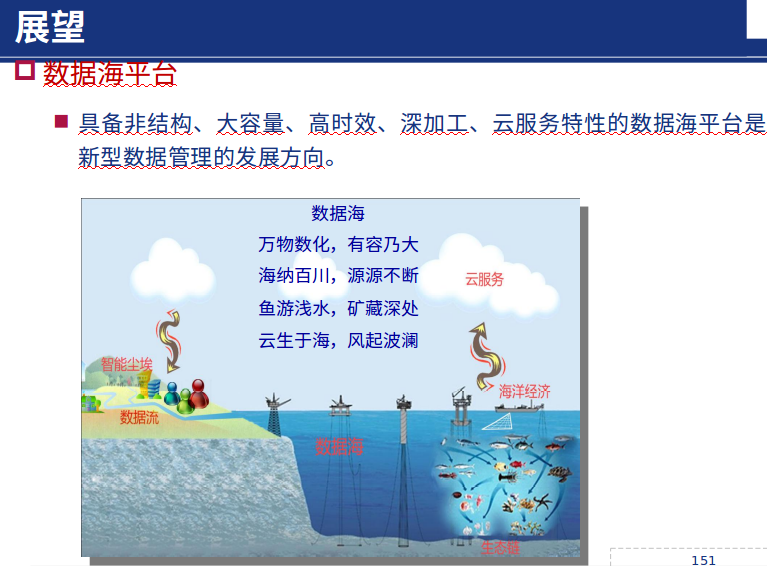 展望
数据海平台
具备非结构、大容量、高时效、深加工、云服务特性的数据海平台是
新型数据管理的发展方向。
数据海
万物数化，有容乃大
海纳百川，源源不断
鱼游浅水，矿藏深处
云生于海，风起波澜
云服务
智能尘埃
海洋经济
数据流
数据海
生态链
151